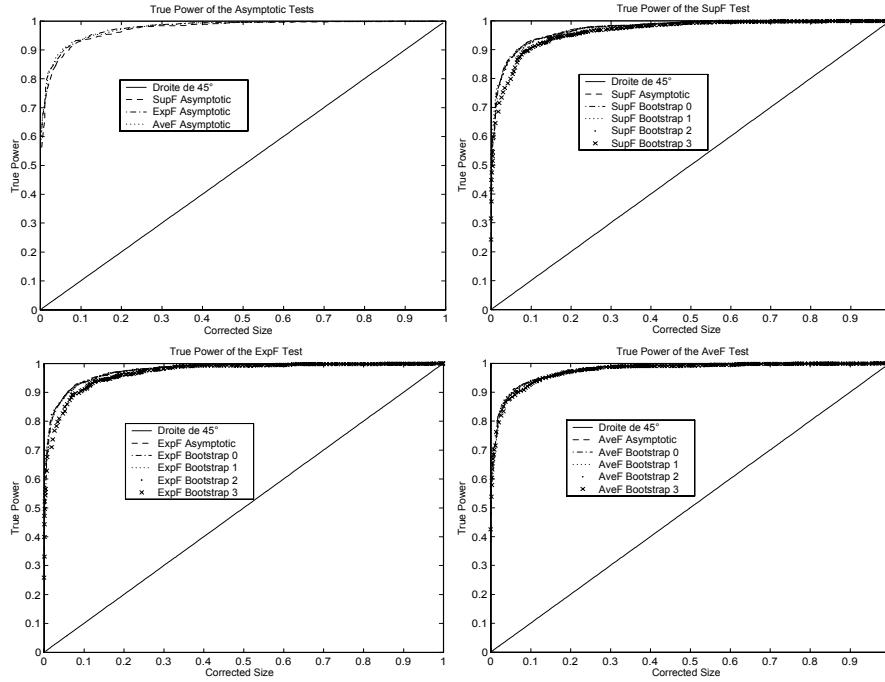 True Power of the Asymptotic Tests
True Power
1
0.9
0.8
0.7
0.6
0.5
0.4
0.3
0.2
0.1
0
Droite de 45°
SupF Asymptotic
ExpF Asymptotic
AveF Asymptotic
0 0.1 0.2 0.3 0.4 0.5 0.6 0.7 0.8 0.9 1
Corrected Size
True Power of the SupF Test
True Power
1
0.9
0.8
0.7
0.6
0.5
0.4
0.3
0.2
0.1
0
Droite de 45°
SupF Asymptotic
SupF Bootstrap 0
SupF Bootstrap 1
SupF Bootstrap 2
SupF Bootstrap 3
0 0.1 0.2 0.3 0.4 0.5 0.6 0.7 0.8 0.9
Corrected Size
True Power of the ExpF Test
True Power
1
0.9
0.8
0.7
0.6
0.5
0.4
0.3
0.2
0.1
0
Droite de 45°
ExpF Asymptotic
ExpF Bootstrap 0
ExpF Bootstrap 1
ExpF Bootstrap 2
ExpF Bootstrap 3
0 0.1 0.2 0.3 0.4 0.5 0.6 0.7 0.8 0.9 1
Corrected Size
True Power of the AveF Test
True Power
1
0.9
0.8
0.7
0.6
0.5
0.4
0.3
0.2
0.1
0
Droite de 45°
AveF Asymptotic
AveF Bootstrap 0
AveF Bootstrap 1
AveF Bootstrap 2
AveF Bootstrap 3
0 0.1 0.2 0.3 0.4 0.5 0.6 0.7 0.8 0.9
Corrected Size